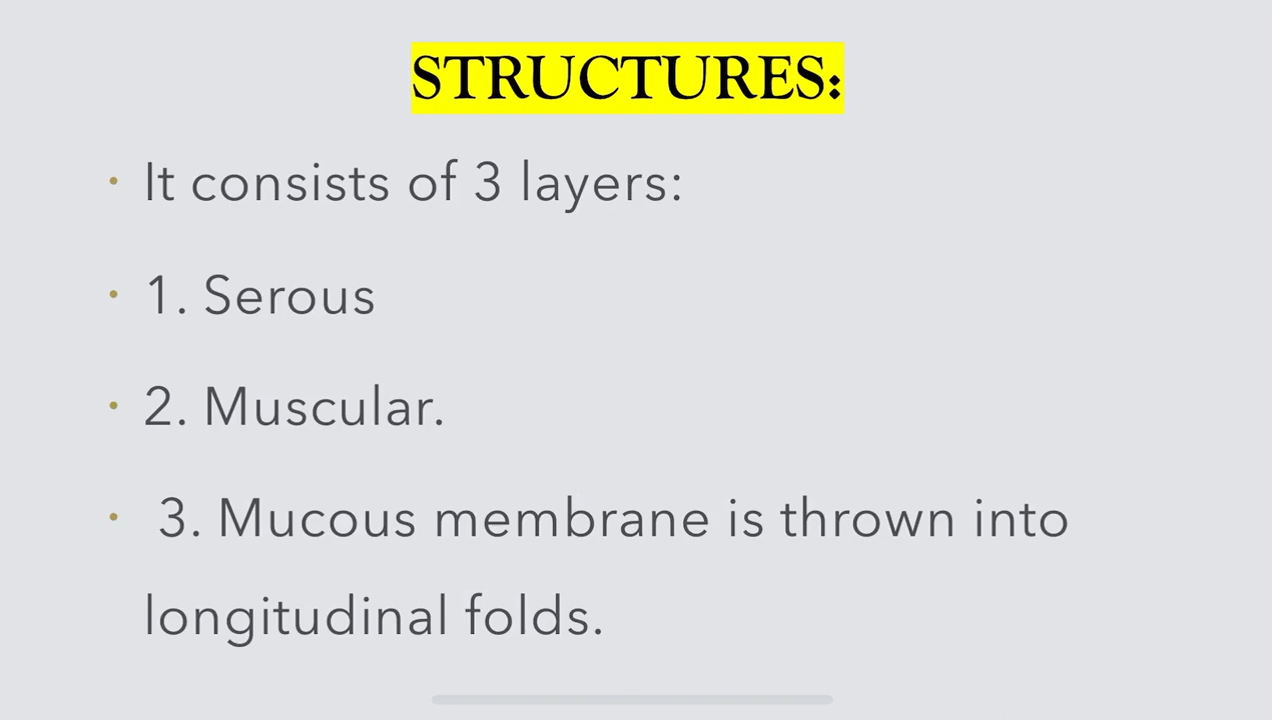 STRUCTURES:
• It consists of 3 layers:
• 1. Serous
• 2. Muscular.
• 3. Mucous membrane is thrown into
longitudinal folds.